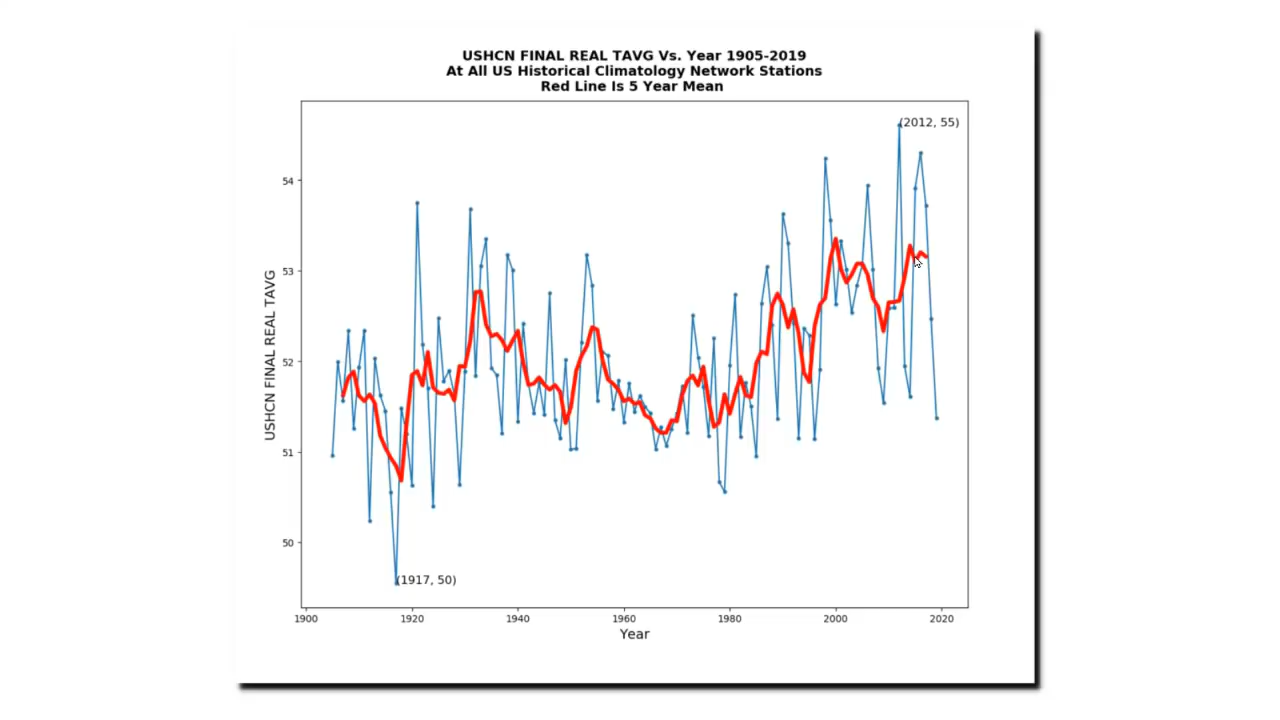 USHCN FINAL REAL TAVG Vs. Year 1905-2019
At All US Historical Climatology Network Stations
Red Line Is 5 Year Mean
(2012, 55)
54
53
52
51
50
USHCN FINAL REAL TAVG
(1917, 50)
1900 1920 1940 1960 1980 2000 2020
Year